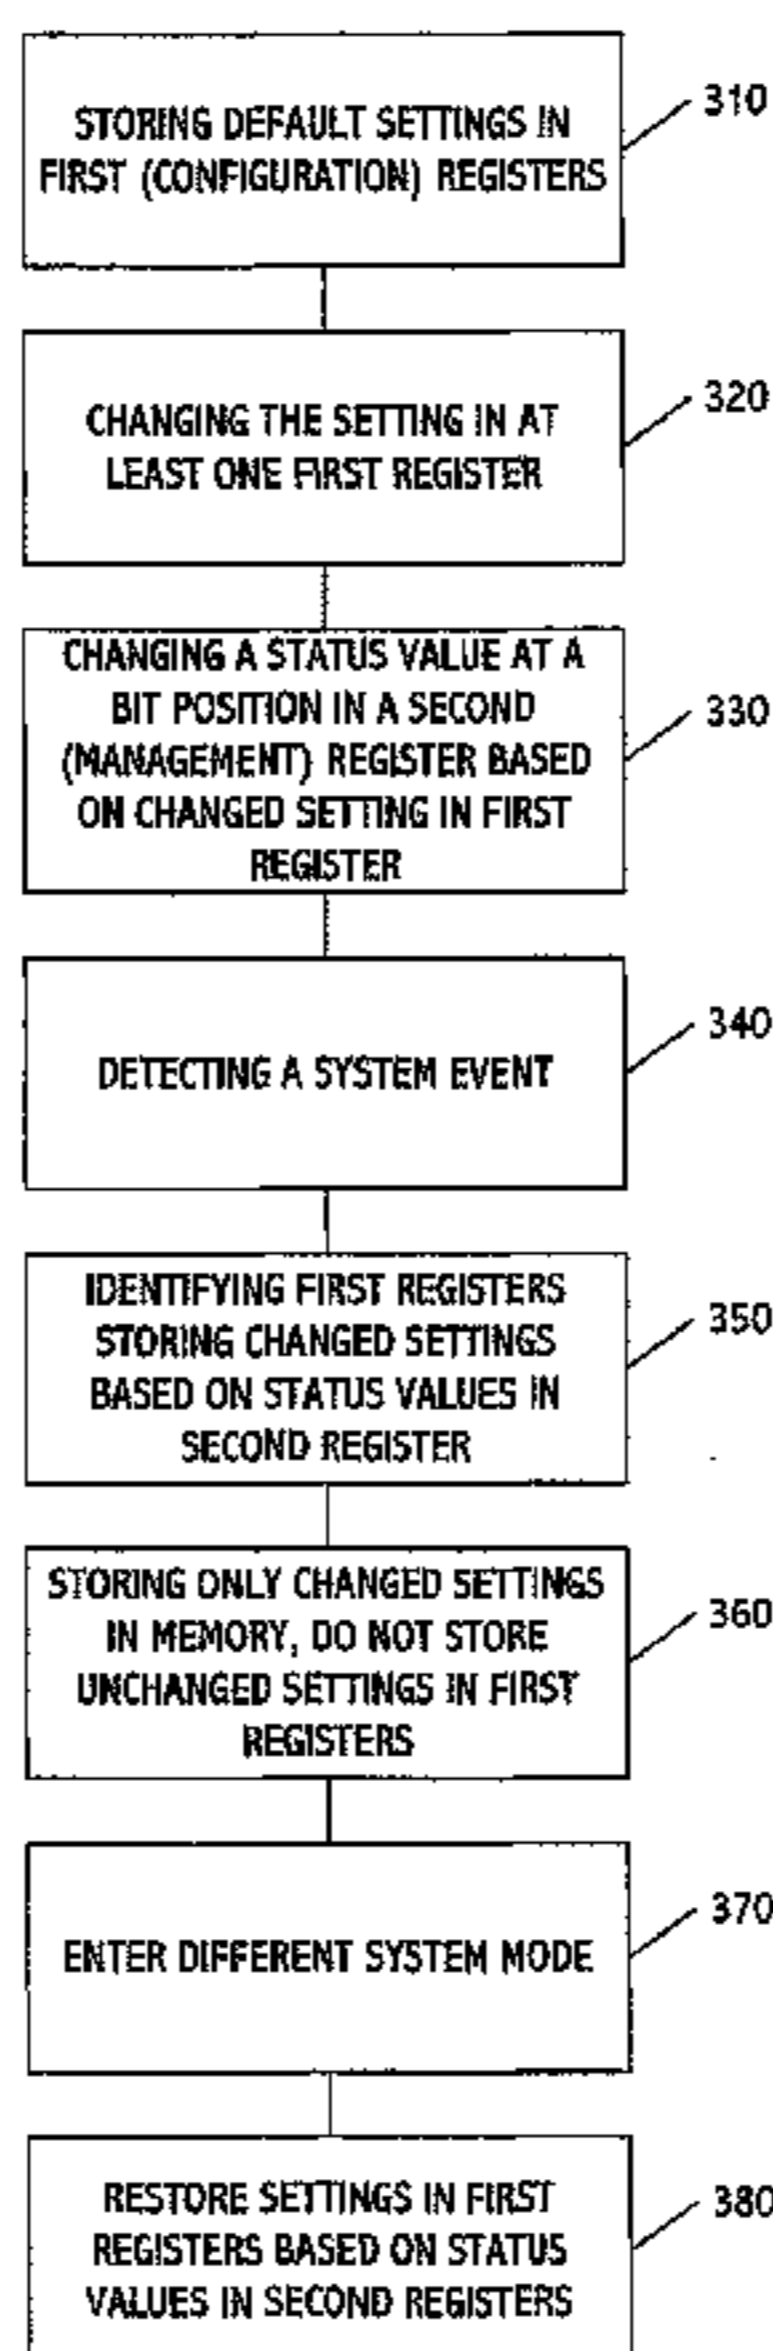 STORING DEFAULT SETTINGS IN
FIRST (CONFIGURATION) REGISTERS
310
CHANGING THE SETTING IN AT
LEAST ONE FIRST REGISTER
320
CHANGING A STATUS VALUE AT A
BIT POSITION IN A SECOND
(MANAGEMENT) REGISTER BASED
ON CHANGED SETTING IN FIRST
REGISTER
330
DETECTING A SYSTEM EVENT
340
IDENTIFYING FIRST REGISTERS
STORING CHANGED SETTINGS
BASED ON STATUS VALUES IN
SECOND REGISTER
350
STORING ONLY CHANGED SETTINGS
IN MEMORY, DO NOT STORE
UNCHANGED SETTINGS IN FIRST
REGISTERS
360
ENTER DIFFERENT SYSTEM MODE
370
RESTORE SETTINGS IN FIRST
REGISTERS BASED ON STATUS
VALUES IN SECOND REGISTERS
380